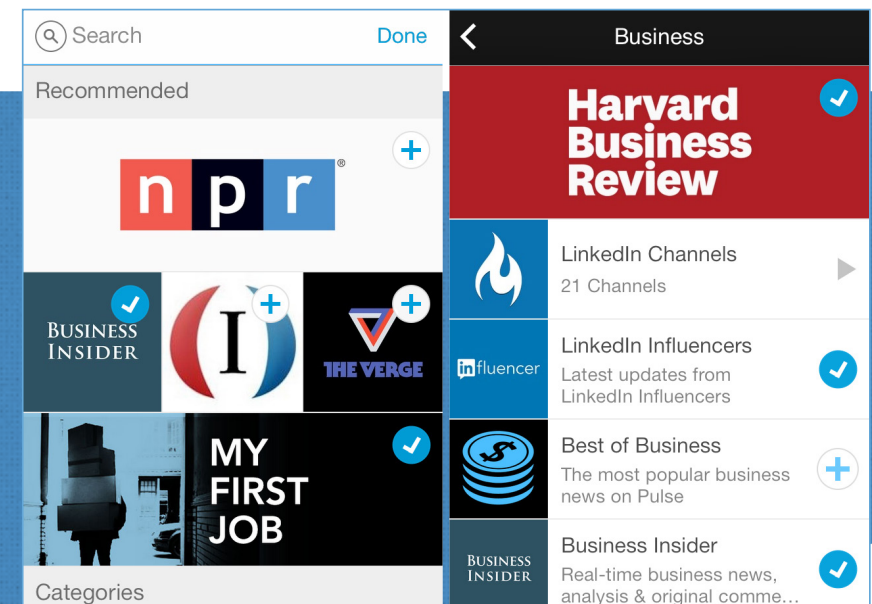 Search
Done
Recommended
npr®
BUSINESS
INSIDER
I
THE VERGE
MY
FIRST
JOB
Categories
Business
Harvard
Business
Review
LinkedIn Channels
21 Channels
influencer
LinkedIn Influencers
Latest updates from
LinkedIn Influencers
$
Best of Business
The most popular business
news on Pulse
BUSINESS
INSIDER
Business Insider
Real-time business news,
analysis & original comme...